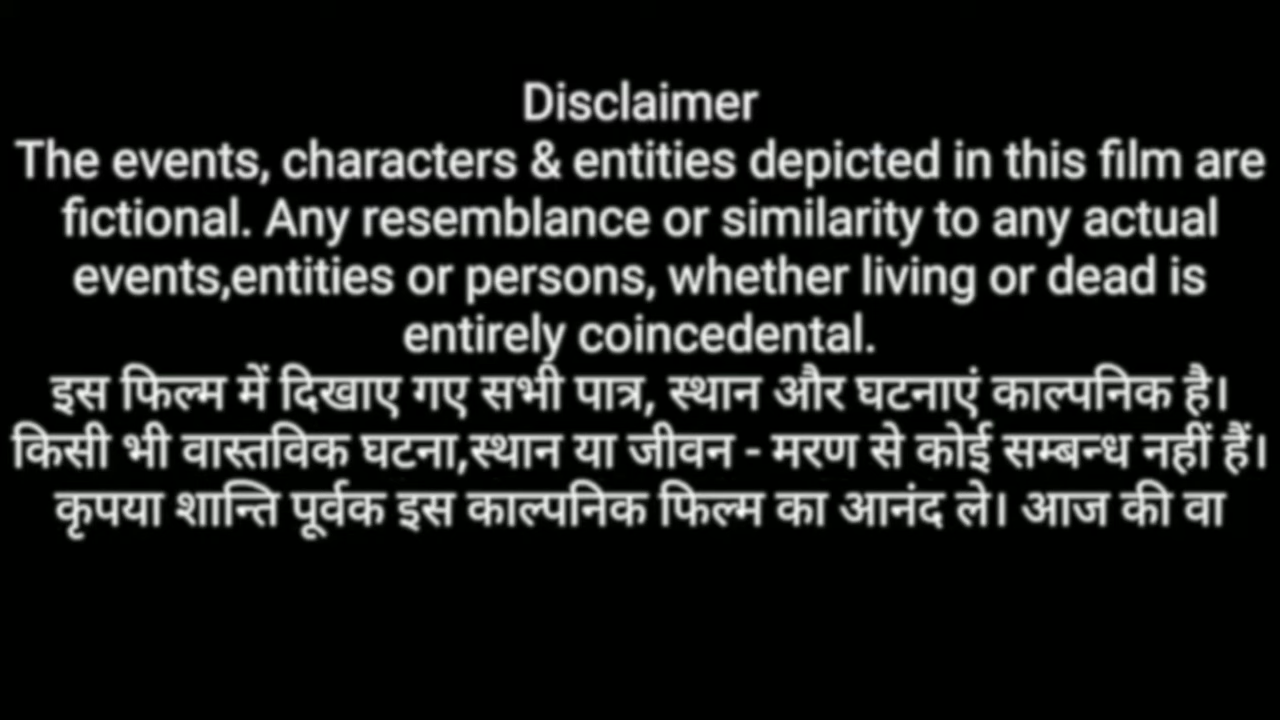 Disclaimer
The events, characters & entities depicted in this film are
fictional. Any resemblance or similarity to any actual
events,entities or persons, whether living or dead is
entirely coincedental.
इस फिल्म में दिखाए गए सभी पात्र, स्थान और घटनाएं काल्पनिक है।
किसी भी वास्तविक घटना,स्थान या जीवन - मरण से कोई सम्बन्ध नहीं हैं।
कृपया शान्ति पूर्वक इस काल्पनिक फिल्म का आनंद ले। आज की वा